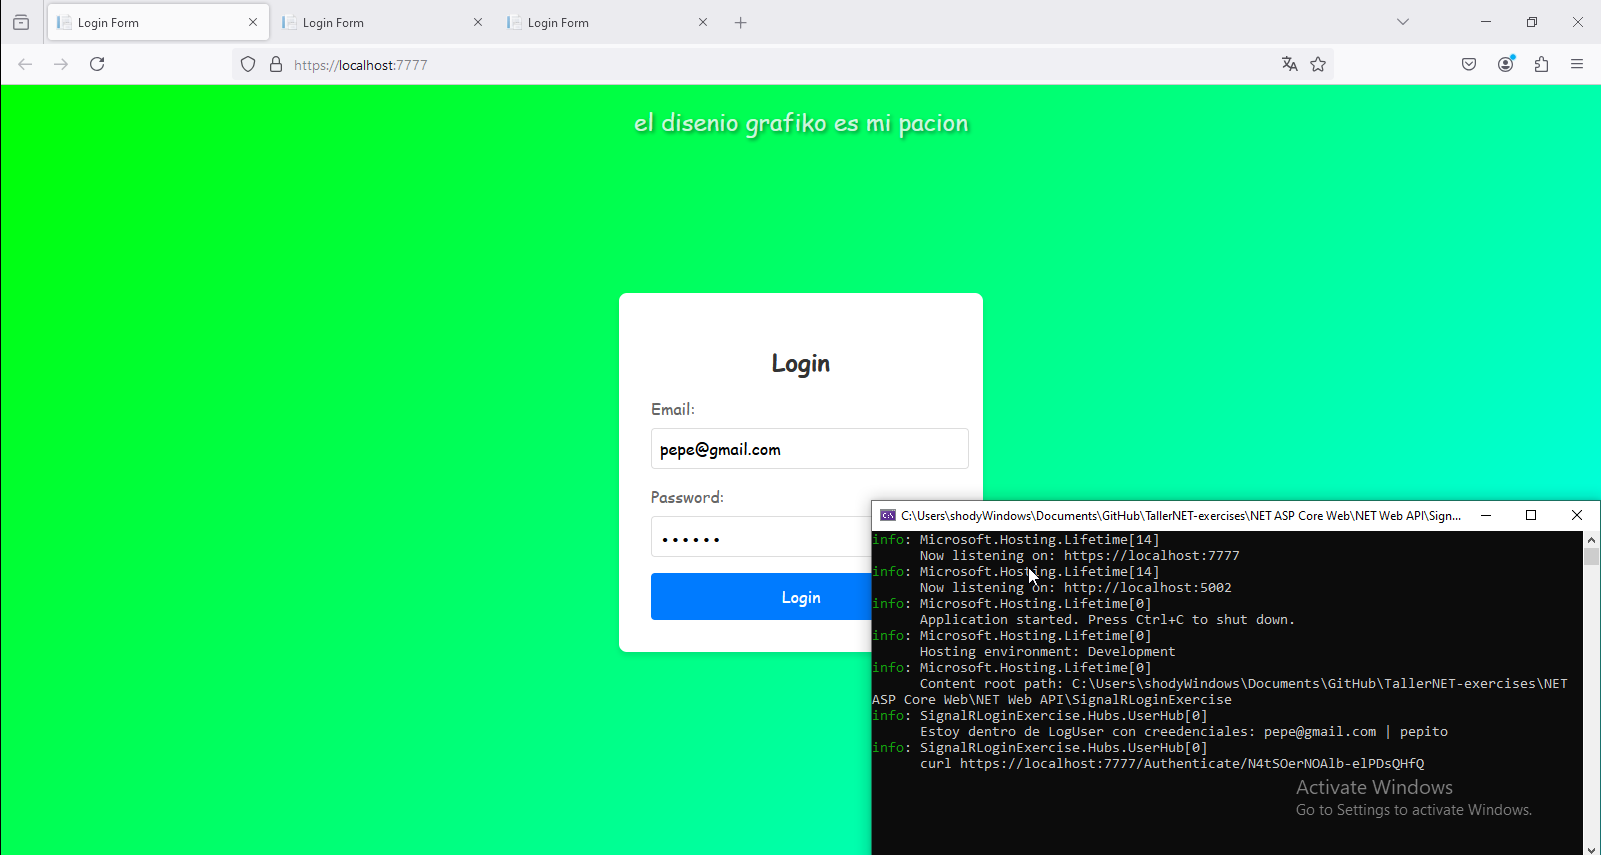 Login Form
Login Form
Login Form
https://localhost:7777
el disenio grafiko es mi pacion
Login
Email:
pepe@gmail.com
Password:
••••••
Login
C:\Users\shodyWindows\Documents\GitHub\TallerNET-exercises\NET ASP Core Web\NET Web API\Sign...
info: Microsoft.Hosting.Lifetime[14]
Now listening on: https://localhost:7777
info: Microsoft.Hosting.Lifetime[14]
Now listening on: http://localhost:5002
info: Microsoft.Hosting.Lifetime[0]
Application started. Press Ctrl+C to shut down.
info: Microsoft.Hosting.Lifetime[0]
Hosting environment: Development
info: Microsoft.Hosting.Lifetime[0]
Content root path: C:\Users\shodyWindows\Documents\GitHub\TallerNET-exercises\NET
ASP Core Web\NET Web API\SignalRLoginExercise
info: SignalRLoginExercise.Hubs.UserHub[0]
Estoy dentro de LogUser con creedenciales: pepe@gmail.com | pepito
info: SignalRLoginExercise.Hubs.UserHub[0]
curl https://localhost:7777/Authenticate/N4tSOerNOAlb-elPDsQHfQ
Activate Windows
Go to Settings to activate Windows.